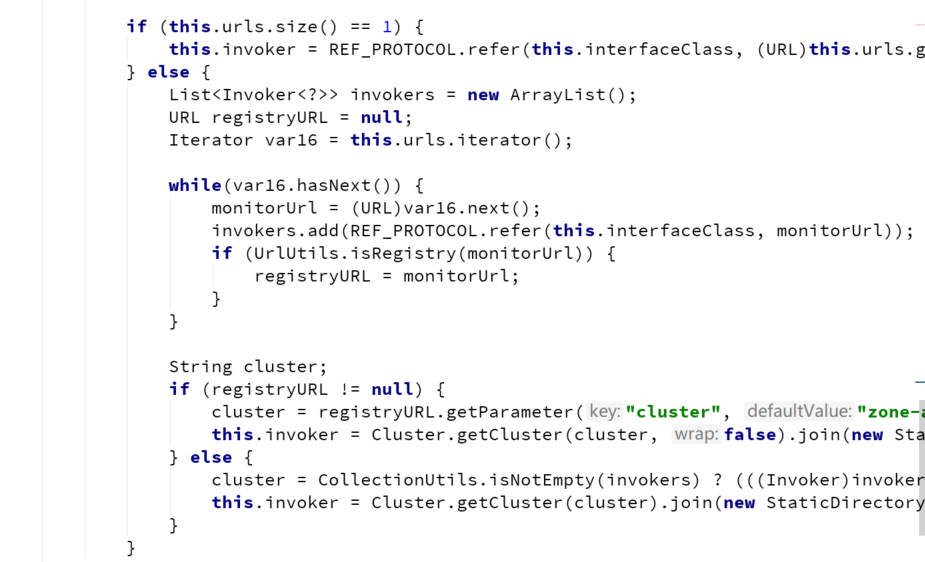 if (this.urls.size() == 1) {
this.invoker = REF_PROTOCOL.refer(this.interfaceClass, (URL)this.urls.g
} else {
List<Invoker<?>> invokers = new ArrayList();
URL registryURL = null;
Iterator var16 = this.urls.iterator();
while(var16.hasNext()) {
monitorUrl = (URL)var16.next();
invokers.add(REF_PROTOCOL.refer(this.interfaceClass, monitorUrl));
if (UrlUtils.isRegistry(monitorUrl)) {
registryURL = monitorUrl;
}
}
String cluster;
if (registryURL != null) {
cluster = registryURL.getParameter( key: "cluster", defaultValue: "zone-a
this.invoker = Cluster.getCluster(cluster, wrap: false).join(new Sta
} else {
cluster = CollectionUtils.isNotEmpty(invokers) ? (((Invoker)invoker
this.invoker = Cluster.getCluster(cluster).join(new StaticDirectory
}
}